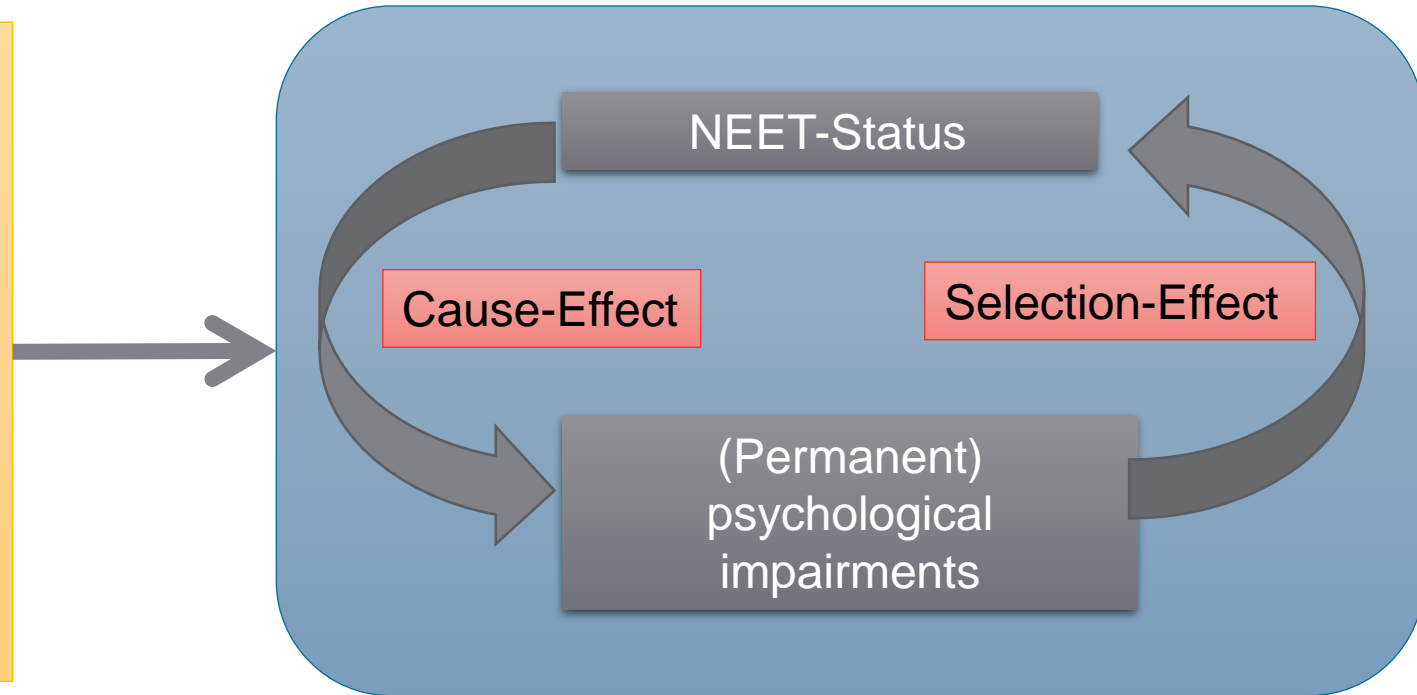 NEET-Status
Cause-Effect
Selection-Effect
(Permanent)
psychological
impairments